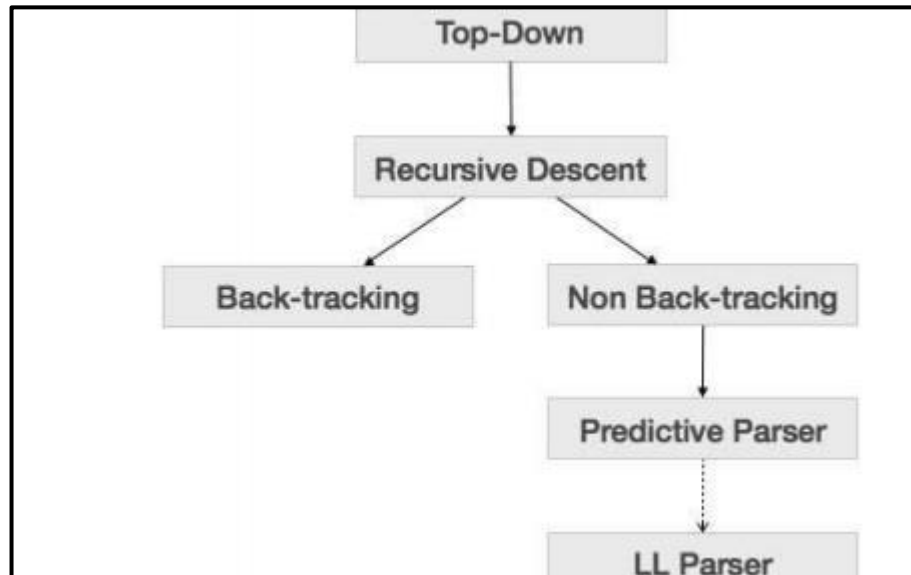 Top-Down
Recursive Descent
Back-tracking
Non Back-tracking
Predictive Parser
LL Parser